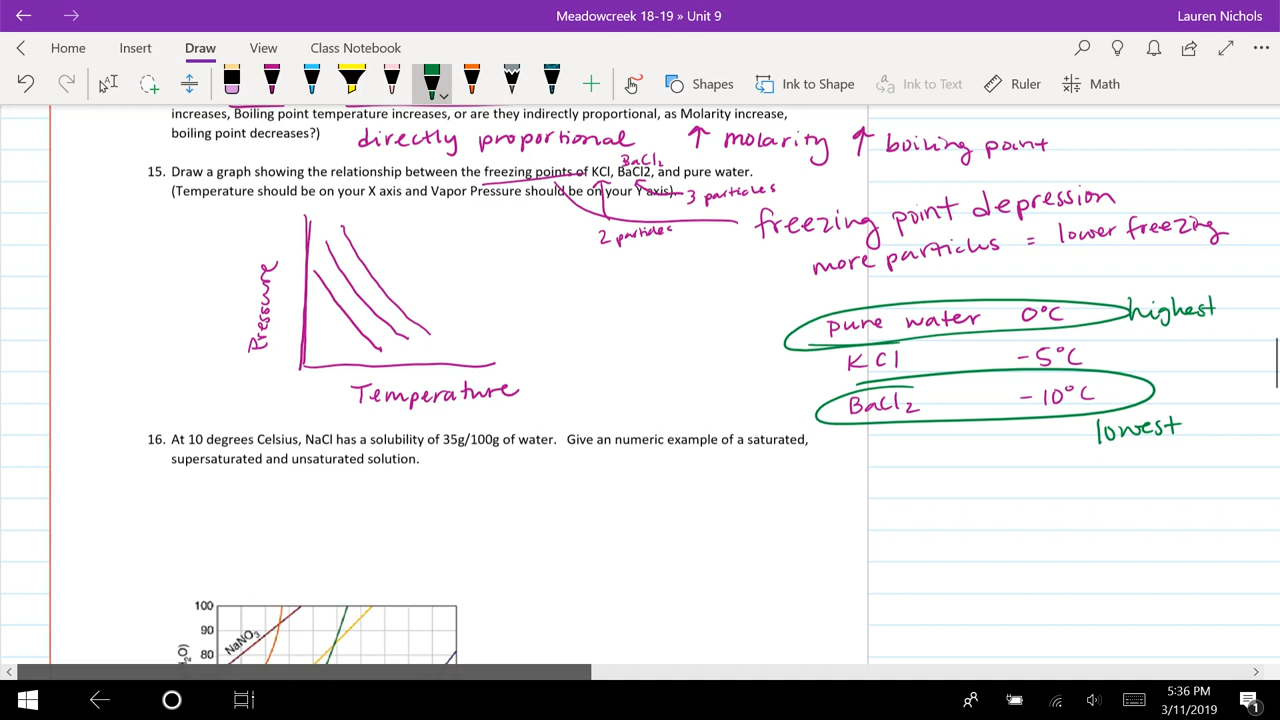 Meadowcreek 18-19 » Unit 9
Lauren Nichols
Home Insert Draw View Class Notebook
Shapes Ink to Shape Ink to Text Ruler Math
increases, Boiling point temperature increases, or are they indirectly proportional, as Molarity increase,
boiling point decreases?)
directly proportional ↑ molarity ↑ boiling point
BaCl2
15. Draw a graph showing the relationship between the freezing points of KCl, BaCl2, and pure water.
(Temperature should be on your X axis and Vapor Pressure should be on your Y axis).
3 particles
2 particles
freezing point depression
more particles = lower freezing
Pressure
Temperature
pure water 0°C highest
KCl -5°C
BaCl2 -10°C
lowest
16. At 10 degrees Celsius, NaCl has a solubility of 35g/100g of water. Give an numeric example of a saturated,
supersaturated and unsaturated solution.
100
90
80
NaNO3
H2O)
5:36 PM
3/11/2019
1